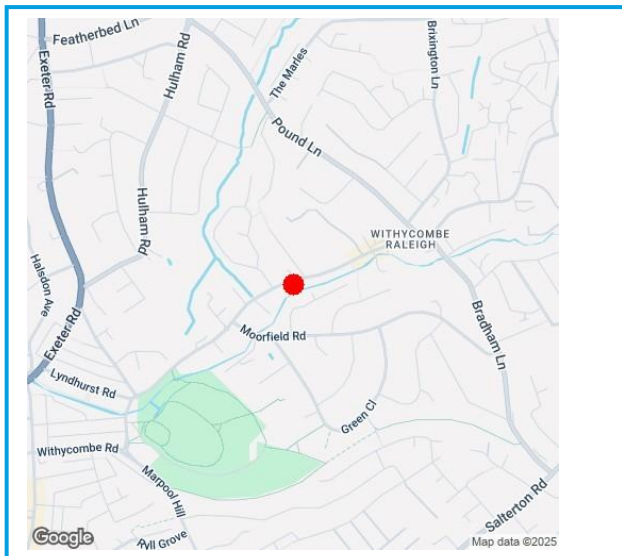 Featherbed Ln
Exeter Rd
Hulham Rd
The Marles
Brixington Ln
Pound Ln
Hulham Rd
WITHYCOMBE
RALEIGH
Halsdon Ave
Exeter Rd
Bradham Ln
Moorfield Rd
Lyndhurst Rd
Green Cl
Withycombe Rd
Marpool Hill
Salterton Rd
Ryll Grove
Google
Map data ©2025